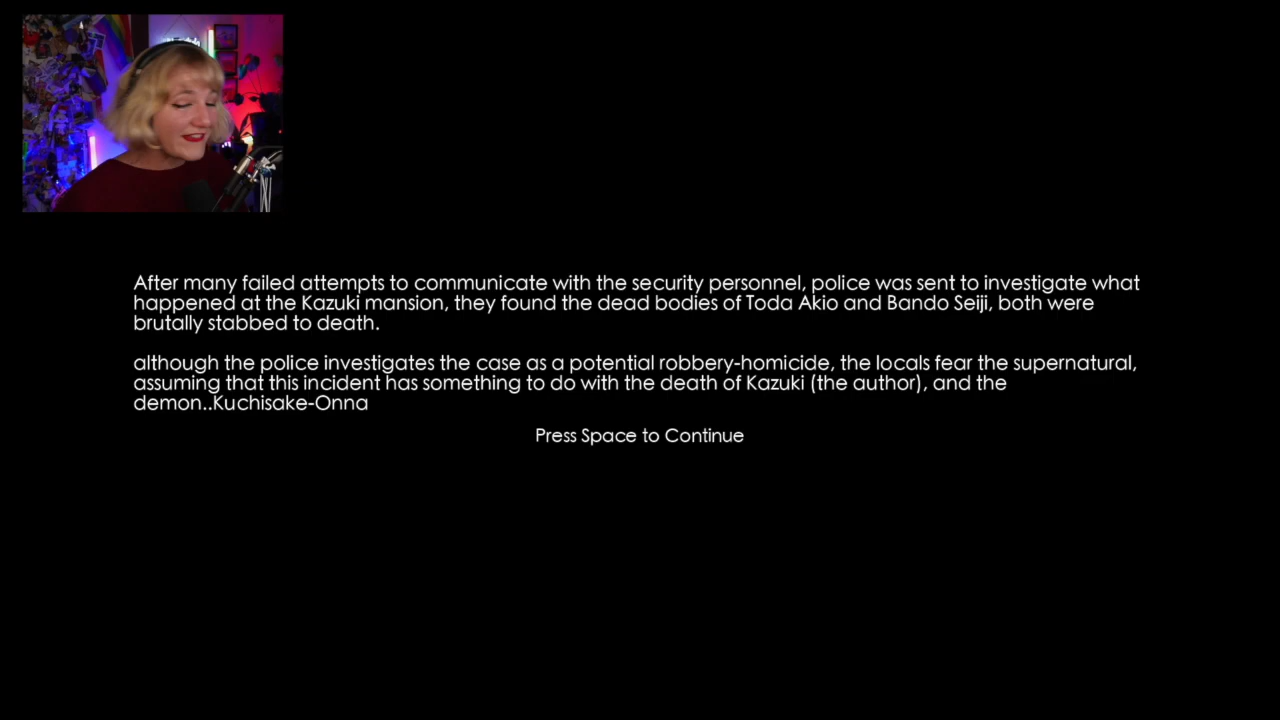 After many failed attempts to communicate with the security personnel, police was sent to investigate what
happened at the Kazuki mansion, they found the dead bodies of Toda Akio and Bando Seiji, both were
brutally stabbed to death.
although the police investigates the case as a potential robbery-homicide, the locals fear the supernatural,
assuming that this incident has something to do with the death of Kazuki (the author), and the
demon..Kuchisake-Onna
Press Space to Continue